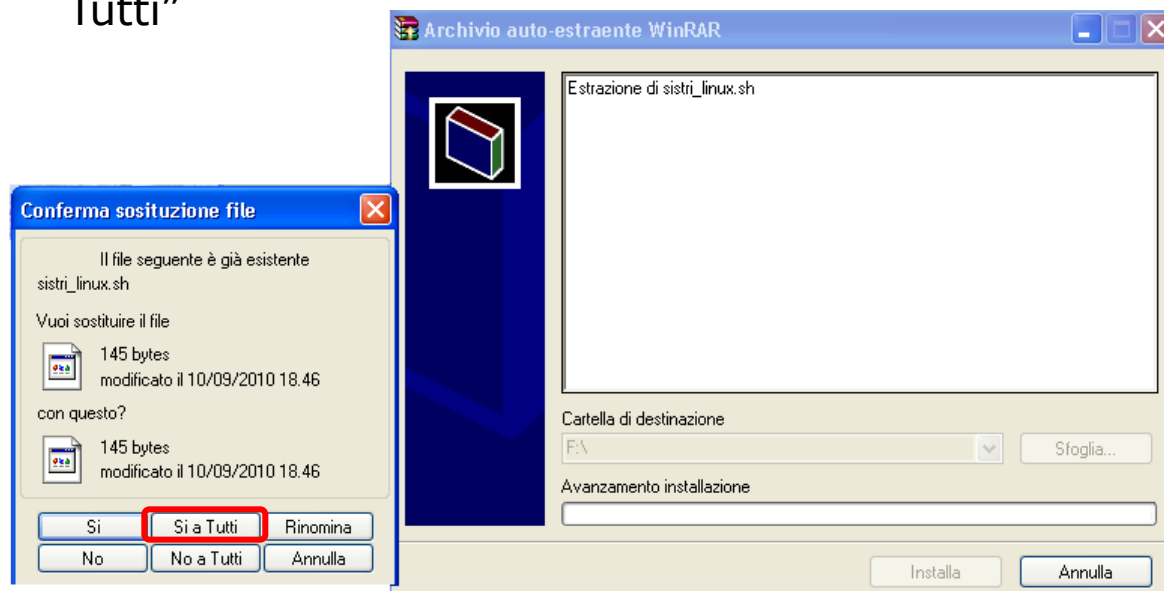 Tutti”
Archivio auto-estraente WinRAR
Estrazione di sistri_linux.sh
Conferma sosituzione file
Il file seguente è già esistente
sistri_linux.sh
Vuoi sostituire il file
145 bytes
modificato il 10/09/2010 18.46
con questo?
145 bytes
modificato il 10/09/2010 18.46
Si
Si a Tutti
Rinomina
No
No a Tutti
Annulla
Cartella di destinazione
F:\
Sfoglia...
Avanzamento installazione
Installa
Annulla